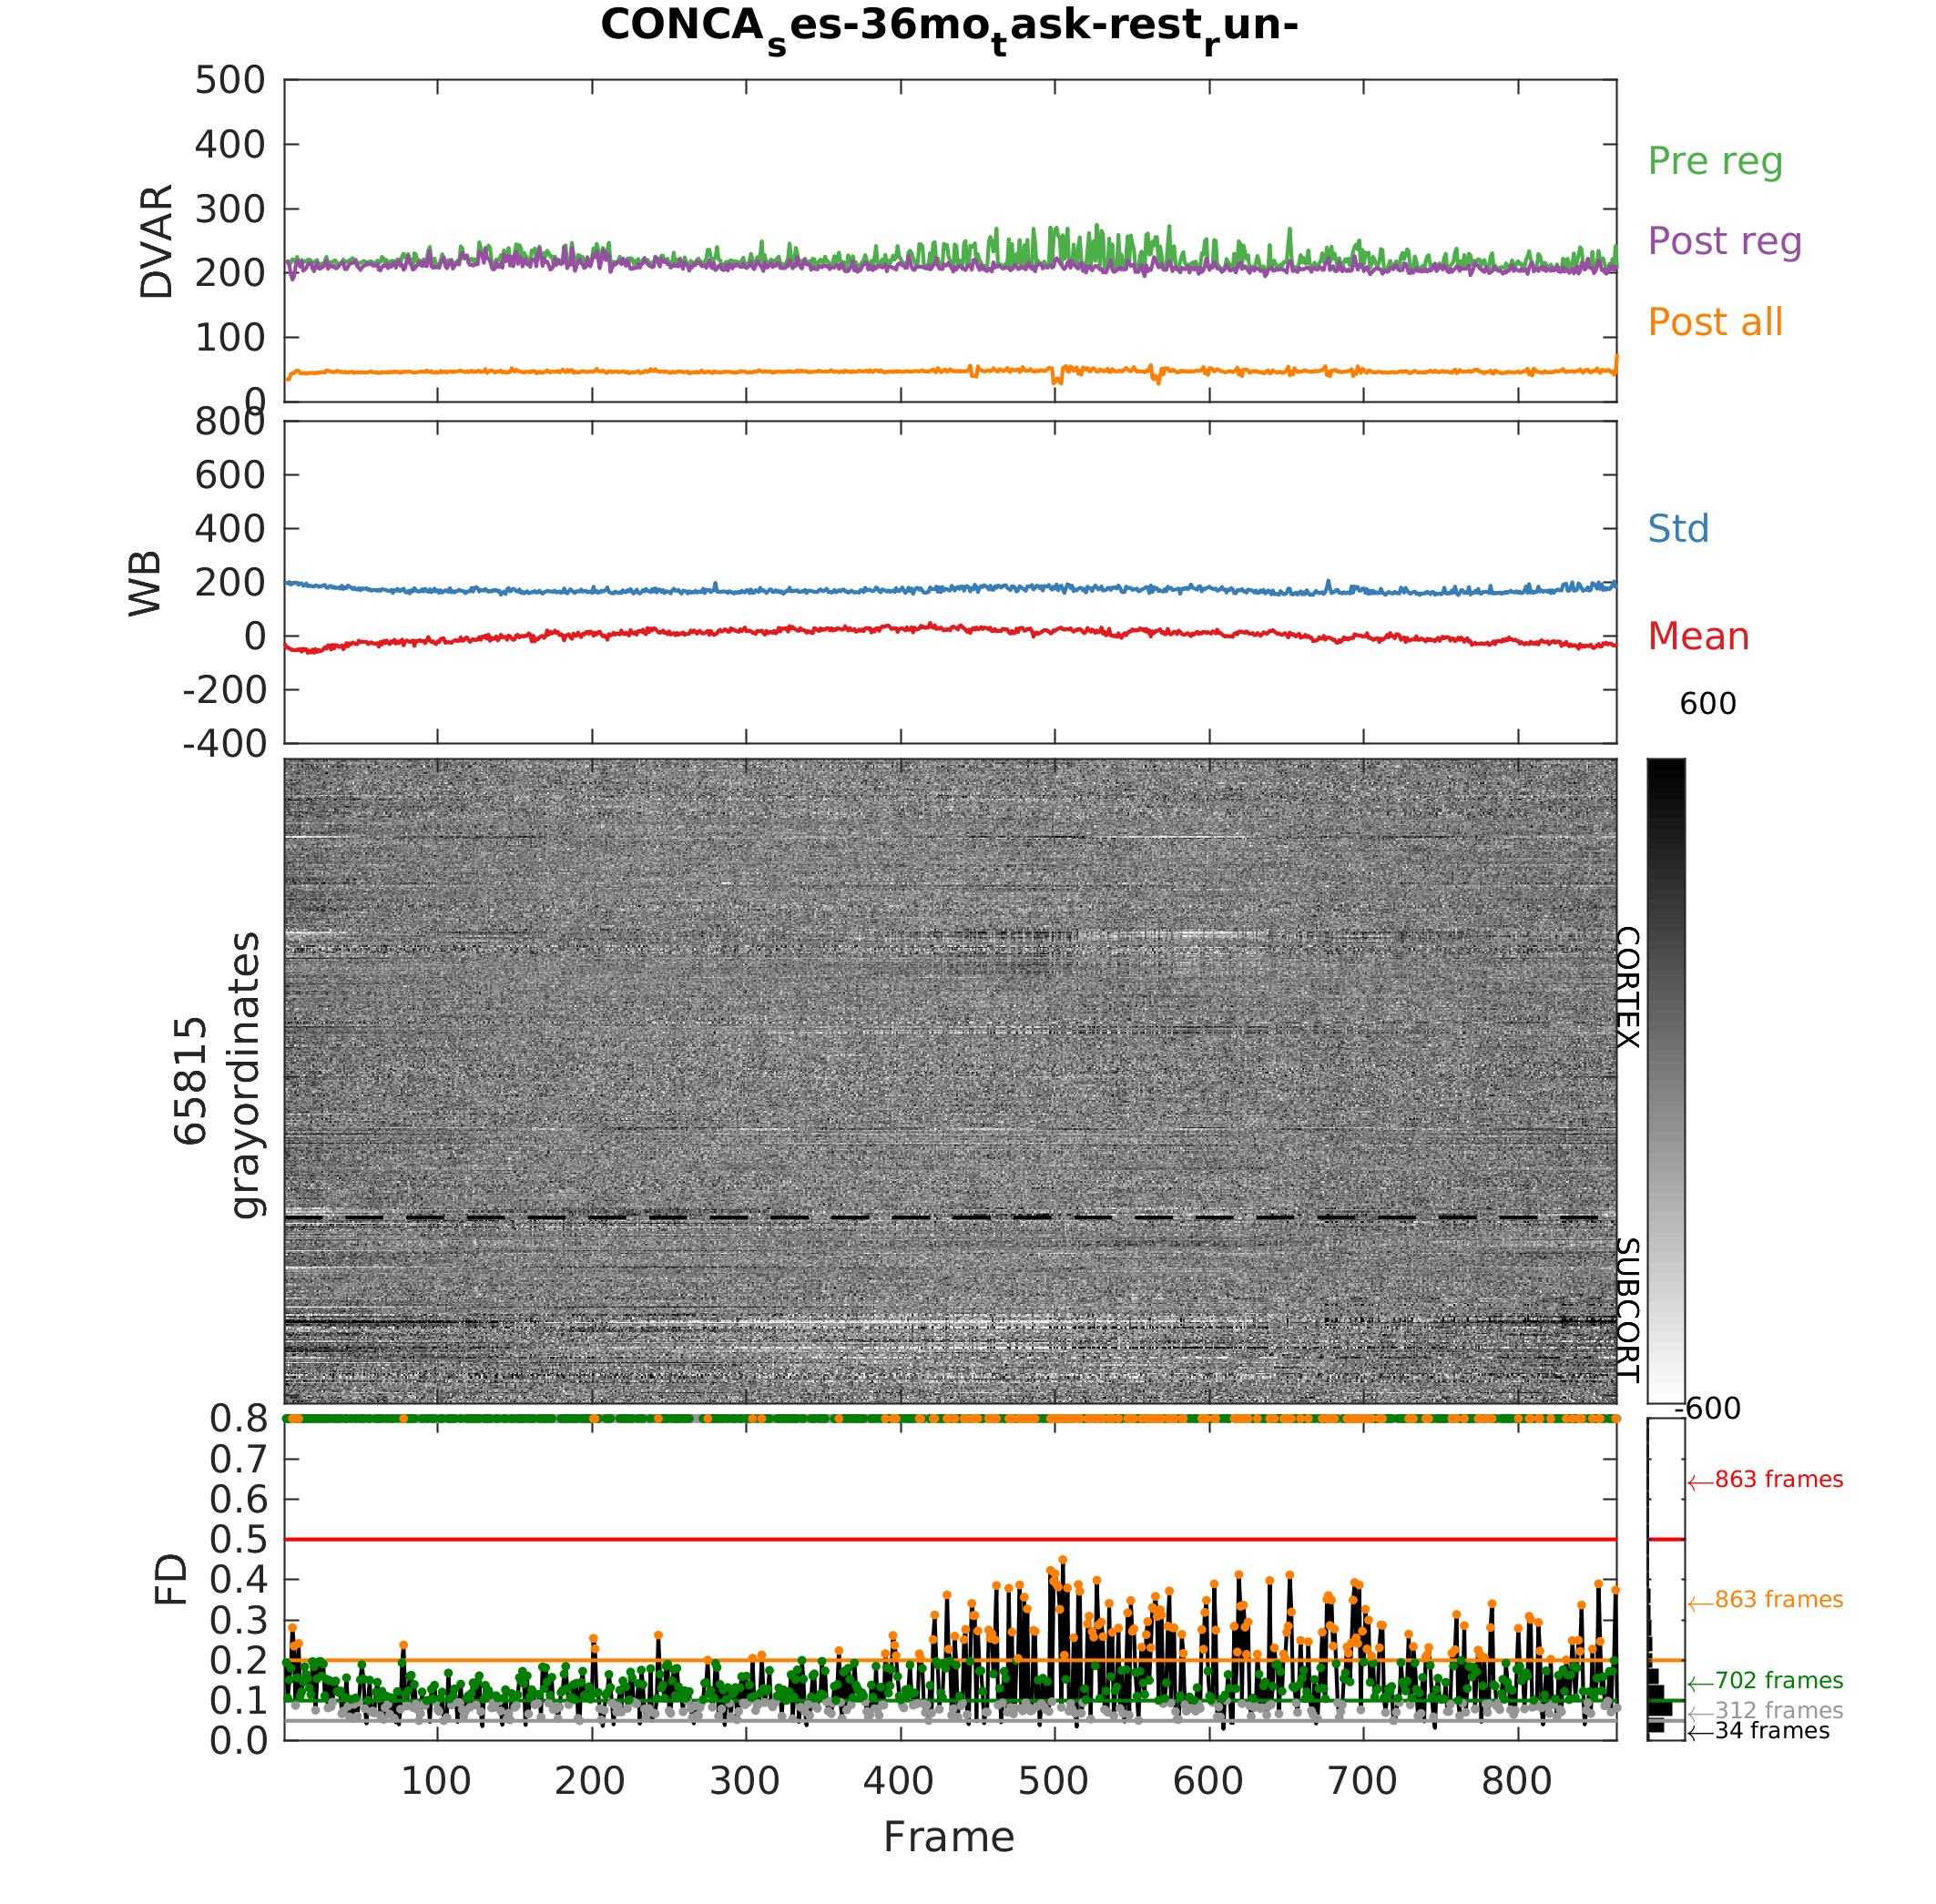 CONCAses-36motask-restrun-
500
400
300
200
100
0
DVAR
Pre reg
Post reg
Post all
800
600
400
200
0
-200
-400
WB
Std
Mean
600
65815
grayordinates
CORTEX
SUBCORT
-600
0.8
0.7
0.6
0.5
0.4
0.3
0.2
0.1
0.0
FD
←863 frames
←863 frames
←702 frames
←312 frames
←34 frames
100 200 300 400 500 600 700 800
Frame